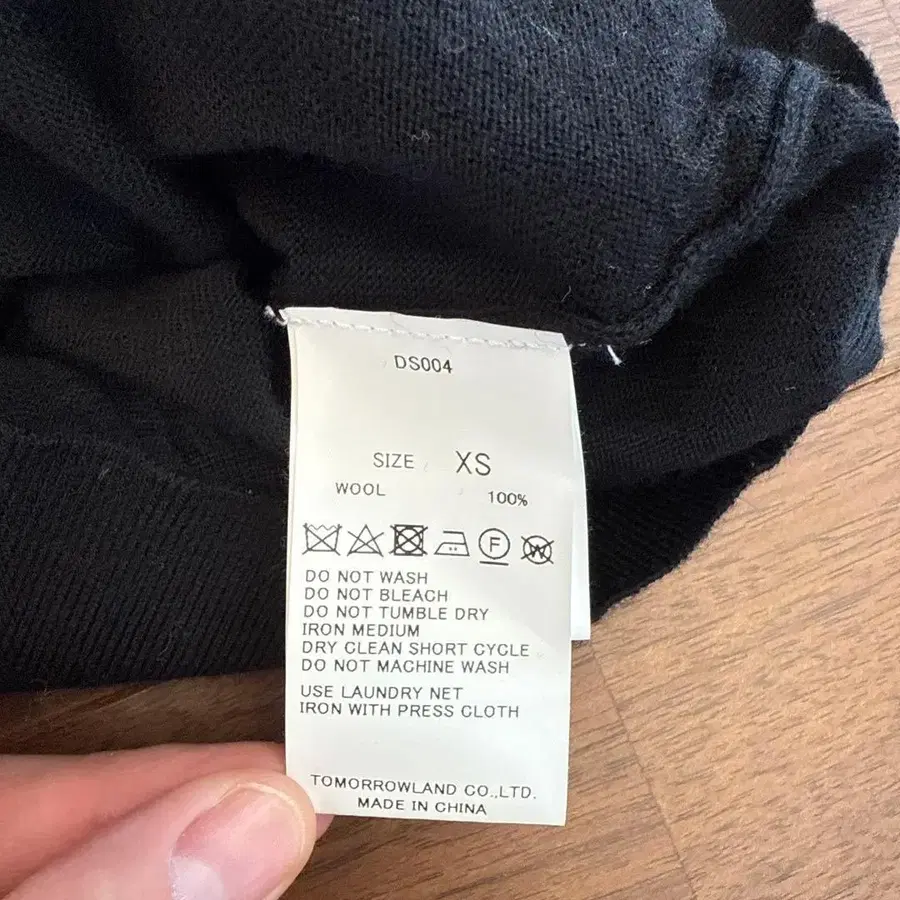 DS004
SIZE XS
WOOL 100%
F W
DO NOT WASH
DO NOT BLEACH
DO NOT TUMBLE DRY
IRON MEDIUM
DRY CLEAN SHORT CYCLE
DO NOT MACHINE WASH
USE LAUNDRY NET
IRON WITH PRESS CLOTH
TOMORROWLAND CO.,LTD.
MADE IN CHINA